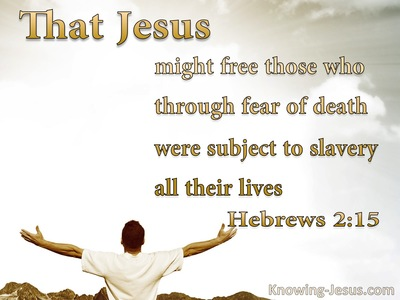 That Jesus
might free those who
through fear of death
were subject to slavery
all their lives
Hebrews 2:15
Knowing-Jesus.com